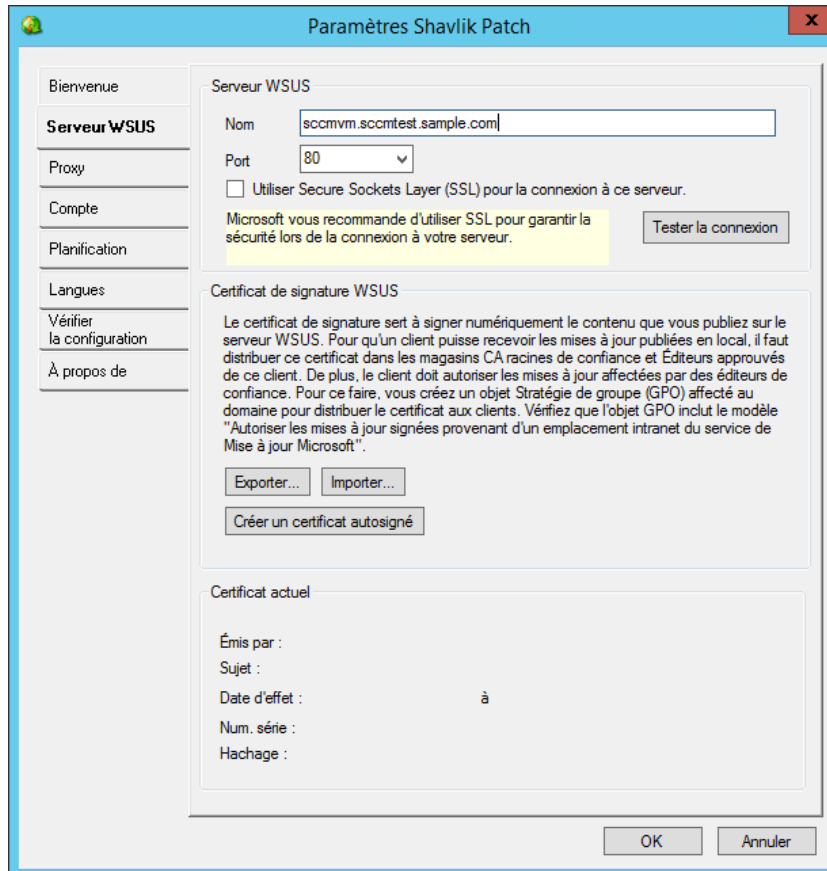 Paramètres Shavlik Patch
x
Bienvenue
Serveur WSUS
Proxy
Compte
Planification
Langues
Vérifier
la configuration
À propos de
Serveur WSUS
Nom
sccmvm.sccmtest.sample.com
Port
80
Utiliser Secure Sockets Layer (SSL) pour la connexion à ce serveur.
Microsoft vous recommande d'utiliser SSL pour garantir la
sécurité lors de la connexion à votre serveur.
Tester la connexion
Certificat de signature WSUS
Le certificat de signature sert à signer numériquement le contenu que vous publiez sur le
serveur WSUS. Pour qu'un client puisse recevoir les mises à jour publiées en local, il faut
distribuer ce certificat dans les magasins CA racines de confiance et Éditeurs approuvés
de ce client. De plus, le client doit autoriser les mises à jour affectées par des éditeurs de
confiance. Pour ce faire, vous créez un objet Stratégie de groupe (GPO) affecté au
domaine pour distribuer le certificat aux clients. Vérifiez que l'objet GPO inclut le modèle
"Autoriser les mises à jour signées provenant d'un emplacement intranet du service de
Mise à jour Microsoft".
Exporter...
Importer...
Créer un certificat autosigné
Certificat actuel
Émis par :
Sujet :
Date d'effet :
à
Num. série :
Hachage :
OK
Annuler